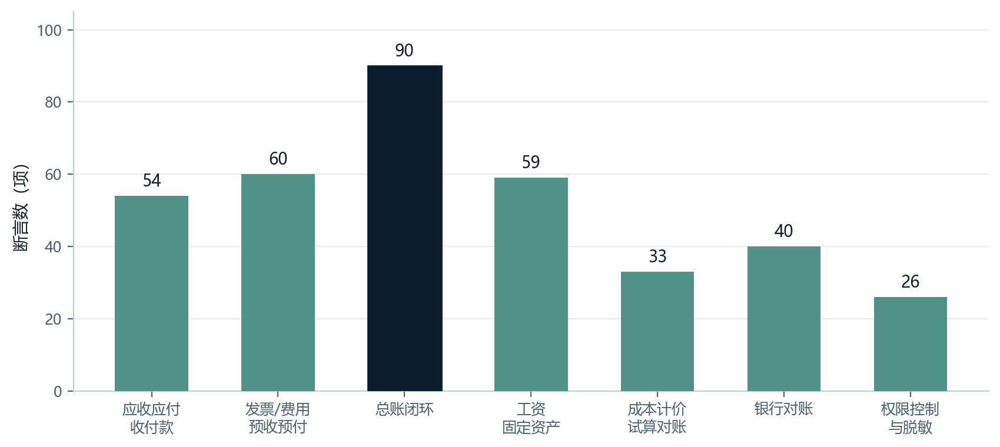 断言数（项）
100
80
60
40
20
0
54
60
90
59
33
40
26
应收应付
收付款
发票/费用
预收预付
总账闭环
工资
固定资产
成本计价
试算对账
银行对账
权限控制
与脱敏